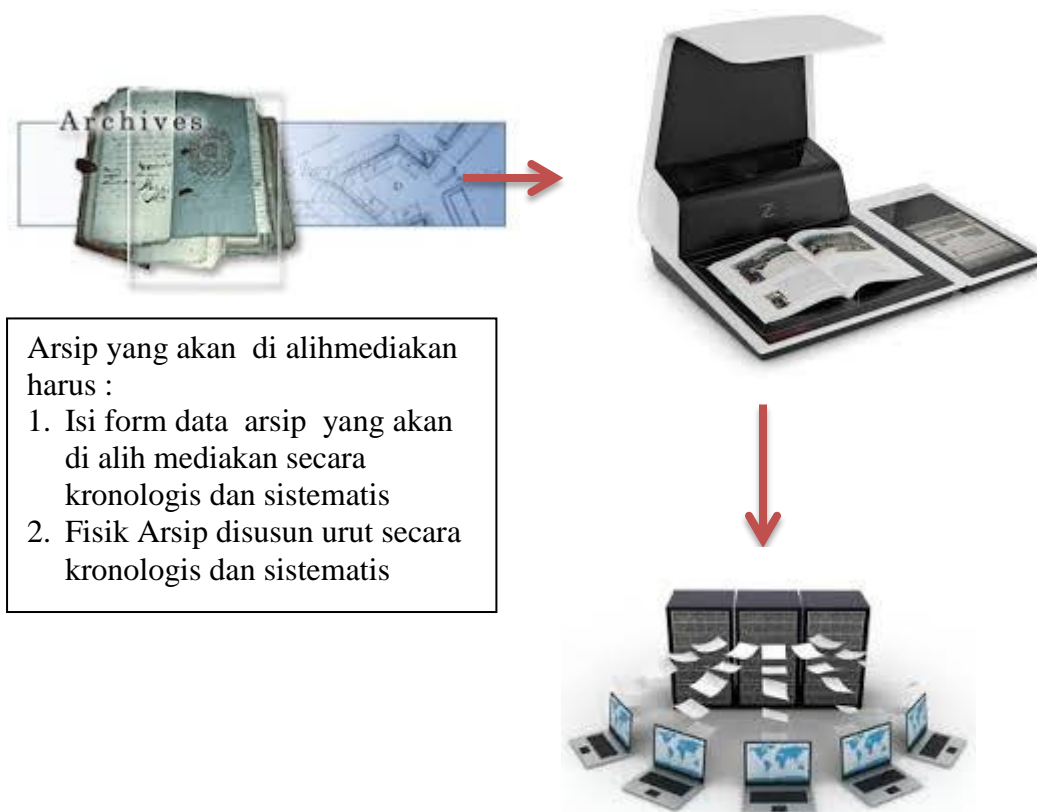 Archives
Arsip yang akan di alihmediakan
harus :
1. Isi form data arsip yang akan
di alih mediakan secara
kronologis dan sistematis
2. Fisik Arsip disusun urut secara
kronologis dan sistematis